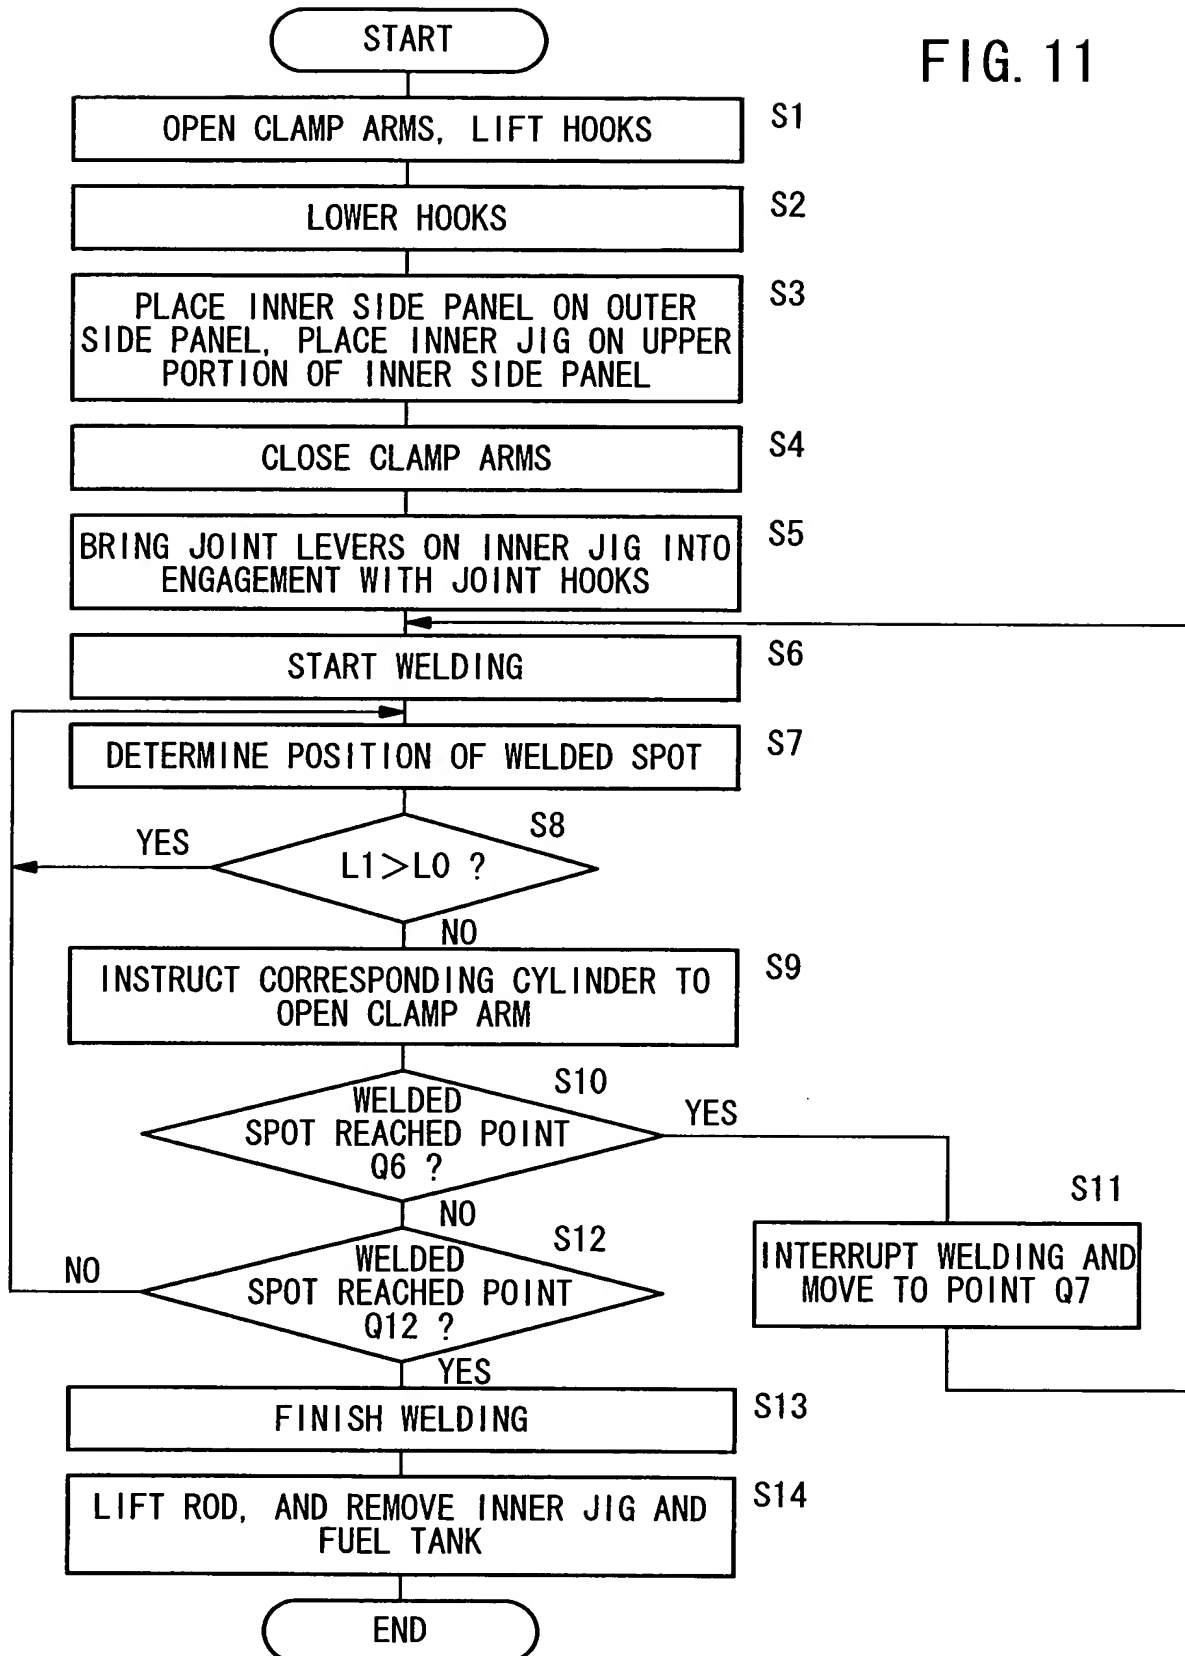 FIG. 11
START
OPEN CLAMP ARMS, LIFT HOOKS
S1
LOWER HOOKS
S2
PLACE INNER SIDE PANEL ON OUTER
SIDE PANEL, PLACE INNER JIG ON UPPER
PORTION OF INNER SIDE PANEL
S3
CLOSE CLAMP ARMS
S4
BRING JOINT LEVERS ON INNER JIG INTO
ENGAGEMENT WITH JOINT HOOKS
S5
START WELDING
S6
DETERMINE POSITION OF WELDED SPOT
S7
S8
YES
L1>L0 ?
NO
INSTRUCT CORRESPONDING CYLINDER TO
OPEN CLAMP ARM
S9
S10
WELDED
SPOT REACHED POINT
Q6 ?
YES
NO
S11
INTERRUPT WELDING AND
MOVE TO POINT Q7
S12
WELDED
SPOT REACHED POINT
Q12 ?
NO
YES
FINISH WELDING
S13
LIFT ROD, AND REMOVE INNER JIG AND
FUEL TANK
S14
END